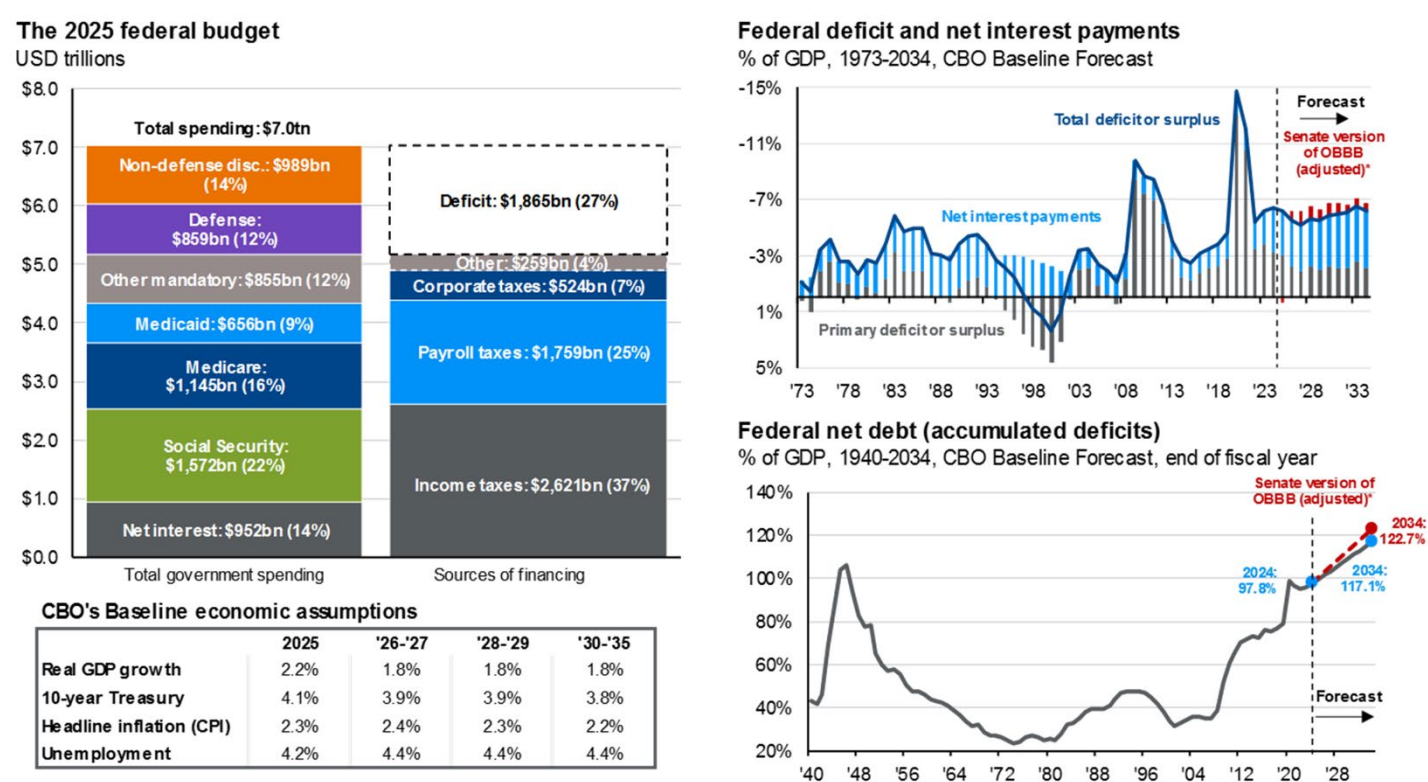 The 2025 federal budget
USD trillions
$8.0
$7.0
$6.0
$5.0
$4.0
$3.0
$2.0
$1.0
$0.0
Total spending: $7.0tn
Non-defense disc.: $989bn
(14%)
Defense:
$859bn (12%)
Other mandatory: $855bn (12%)
Medicaid: $656bn (9%)
Medicare:
$1,145bn (16%)
Social Security:
$1,572bn (22%)
Net interest: $952bn (14%)
Deficit: $1,865bn (27%)
Other: $259bn (4%)
Corporate taxes: $524bn (7%)
Payroll taxes: $1,759bn (25%)
Income taxes: $2,621bn (37%)
Total government spending
Sources of financing
CBO's Baseline economic assumptions
2025 '26-'27 '28-'29 '30-'35
Real GDP growth 2.2% 1.8% 1.8% 1.8%
10-year Treasury 4.1% 3.9% 3.9% 3.8%
Headline inflation (CPI) 2.3% 2.4% 2.3% 2.2%
Unemployment 4.2% 4.4% 4.4% 4.4%
Federal deficit and net interest payments
% of GDP, 1973-2034, CBO Baseline Forecast
-15%
-11%
-7%
-3%
1%
5%
Total deficit or surplus
Forecast
Senate version
of OBBB
(adjusted)*
Net interest payments
Primary deficit or surplus
'73 '78 '83 '88 '93 '98 '03 '08 '13 '18 '23 '28 '33
Federal net debt (accumulated deficits)
% of GDP, 1940-2034, CBO Baseline Forecast, end of fiscal year
140%
120%
100%
80%
60%
40%
20%
Senate version of
OBBB (adjusted)*
2034:
122.7%
2024:
97.8%
2034:
117.1%
Forecast
'40 '48 '56 '64 '72 '80 '88 '96 '04 '12 '20 '28